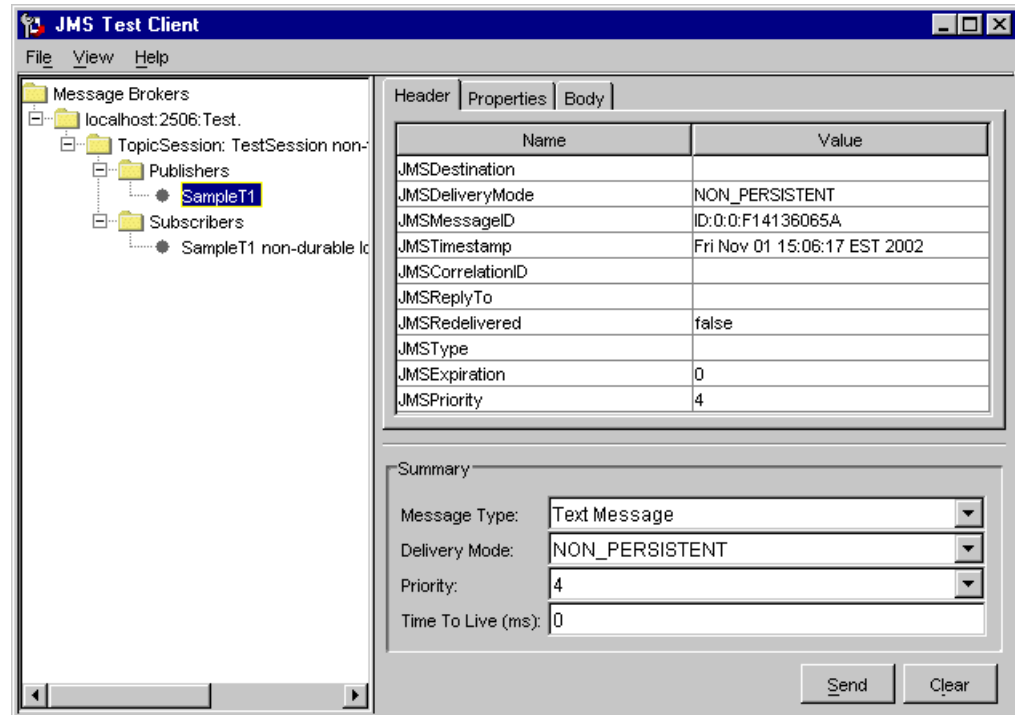 JMS Test Client
File View Help
Message Brokers
localhost:2506:Test.
TopicSession: TestSession non-
Publishers
SampleT1
Subscribers
SampleT1 non-durable lo
Header Properties Body
Name Value
JMSDestination
JMSDeliveryMode NON_PERSISTENT
JMSMessageID ID:0:0:F14136065A
JMSTimestamp Fri Nov 01 15:06:17 EST 2002
JMSCorrelationID
JMSReplyTo
JMSRedelivered false
JMSType
JMSExpiration 0
JMSPriority 4
Summary
Message Type: Text Message
Delivery Mode: NON_PERSISTENT
Priority: 4
Time To Live (ms): 0
Send Clear